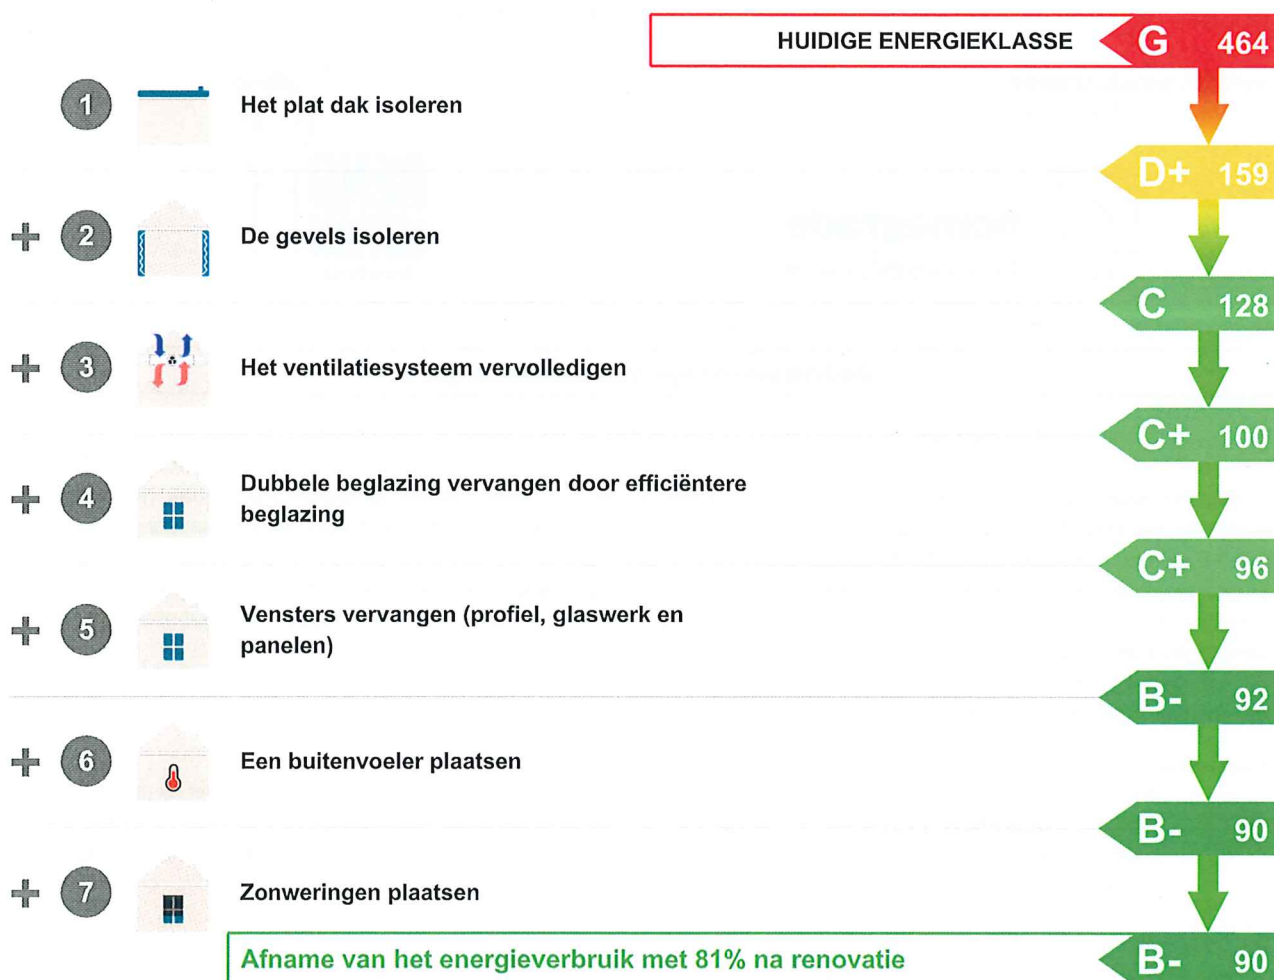 HUIDIGE ENERGIEKLASSE G 464
1 Het plat dak isoleren
D+ 159
+ 2 De gevels isoleren
C 128
+ 3 Het ventilatiesysteem vervolledigen
C+ 100
+ 4 Dubbele beglazing vervangen door efficiëntere
beglazing
C+ 96
+ 5 Vensters vervangen (profiel, glaswerk en
panelen)
B- 92
+ 6 Een buitenvoeler plaatsen
B- 90
+ 7 Zonweringen plaatsen
Afname van het energieverbruik met 81% na renovatie B- 90